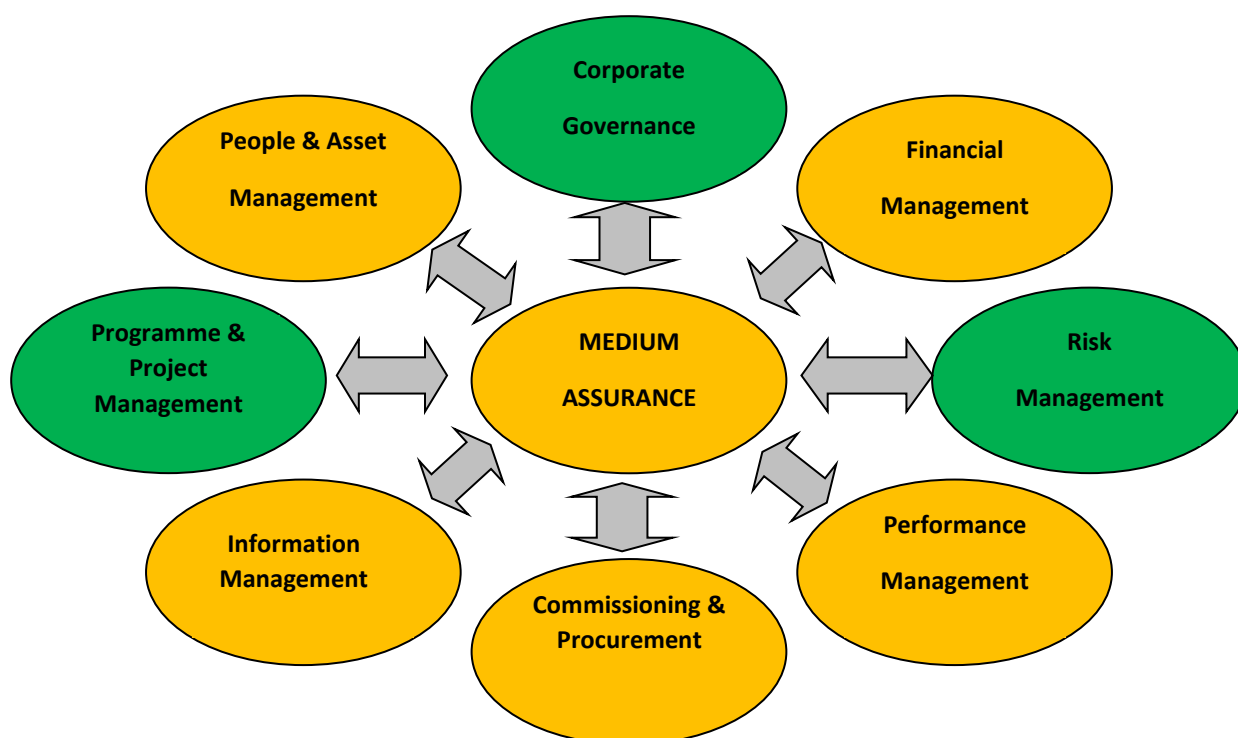 Corporate
Governance
People & Asset
Management
Financial
Management
Programme &
Project
Management
MEDIUM
ASSURANCE
Risk
Management
Information
Management
Performance
Management
Commissioning &
Procurement